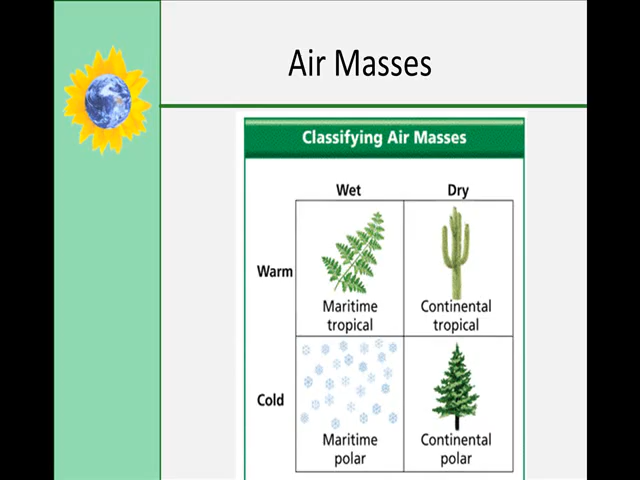 Air Masses
Classifying Air Masses
Wet Dry
Warm
Maritime
tropical
Continental
tropical
Cold
Maritime
polar
Continental
polar